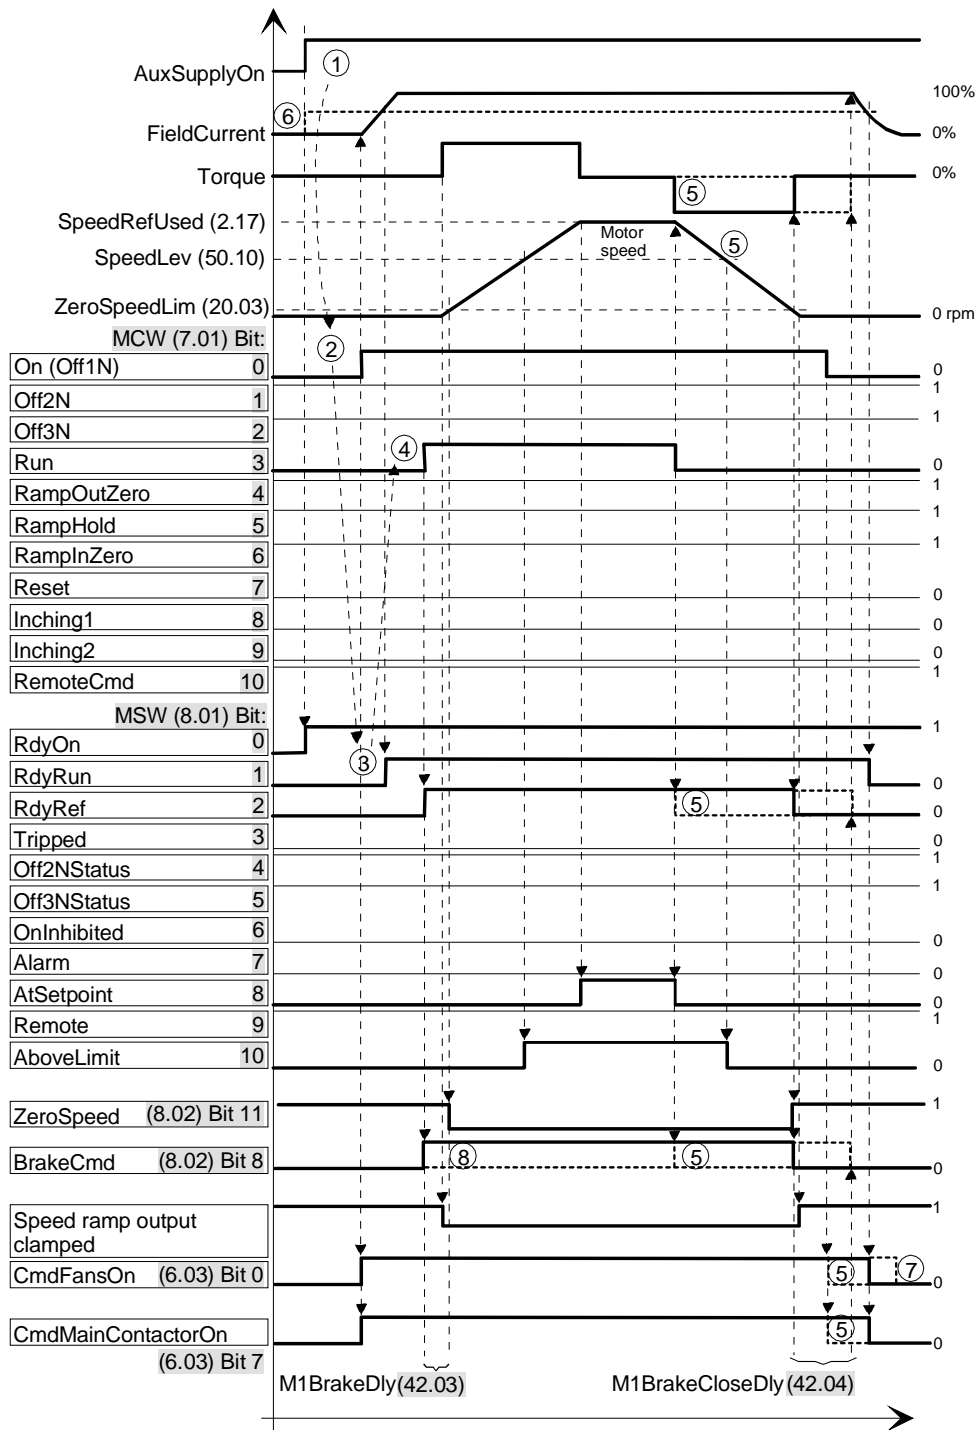 AuxSupplyOn
1
100%
6
FieldCurrent
0%
Torque
0%
5
SpeedRefUsed (2.17)
Motor
speed
5
SpeedLev (50.10)
ZeroSpeedLim (20.03)
0 rpm
MCW (7.01) Bit:
2
On (Off1N) 0
0
1
Off2N 1
1
Off3N 2
4
Run 3
0
1
RampOutZero 4
1
RampHold 5
1
RampInZero 6
Reset 7
0
Inching1 8
0
Inching2 9
0
RemoteCmd 10
1
MSW (8.01) Bit:
1
RdyOn 0
3
RdyRun 1
0
RdyRef 2
5
0
Tripped 3
0
1
Off2NStatus 4
1
Off3NStatus 5
OnInhibited 6
0
Alarm 7
0
AtSetpoint 8
0
1
Remote 9
AboveLimit 10
0
ZeroSpeed (8.02) Bit 11
1
BrakeCmd (8.02) Bit 8
8
5
0
Speed ramp output
clamped
1
CmdFansOn (6.03) Bit 0
5
7
0
CmdMainContactorOn
(6.03) Bit 7
5
0
M1BrakeDly(42.03)
M1BrakeCloseDly(42.04)